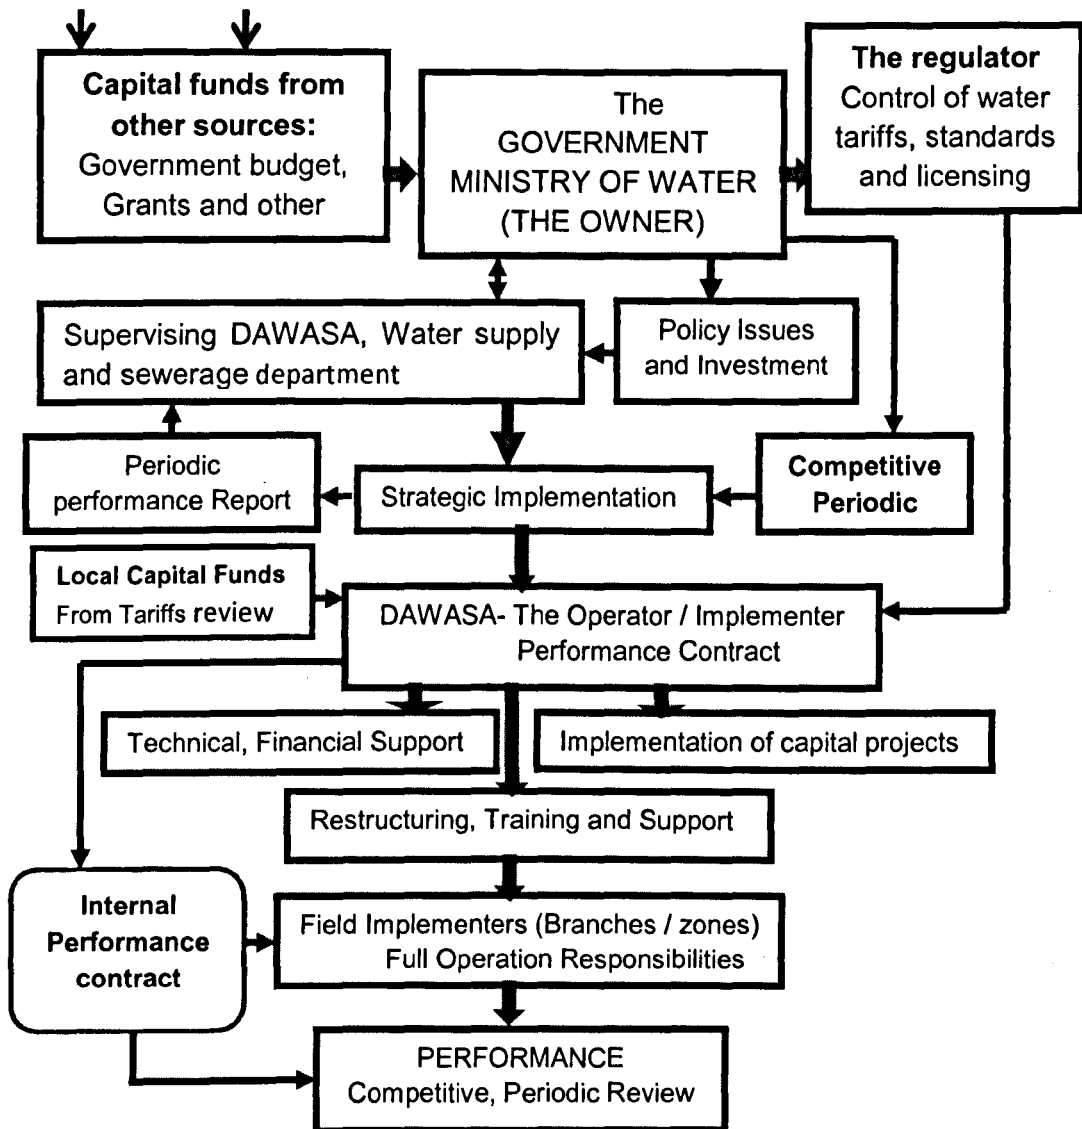 Capital funds from
other sources:
Government budget,
Grants and other
The
GOVERNMENT
MINISTRY OF WATER
(THE OWNER)
The regulator
Control of water
tariffs, standards
and licensing
Supervising DAWASA, Water supply
and sewerage department
Policy Issues
and Investment
Periodic
performance Report
Strategic Implementation
Competitive
Periodic
Local Capital Funds
From Tariffs review
DAWASA- The Operator / Implementer
Performance Contract
Technical, Financial Support
Implementation of capital projects
Restructuring, Training and Support
Internal
Performance
contract
Field Implementers (Branches / zones)
Full Operation Responsibilities
PERFORMANCE
Competitive, Periodic Review